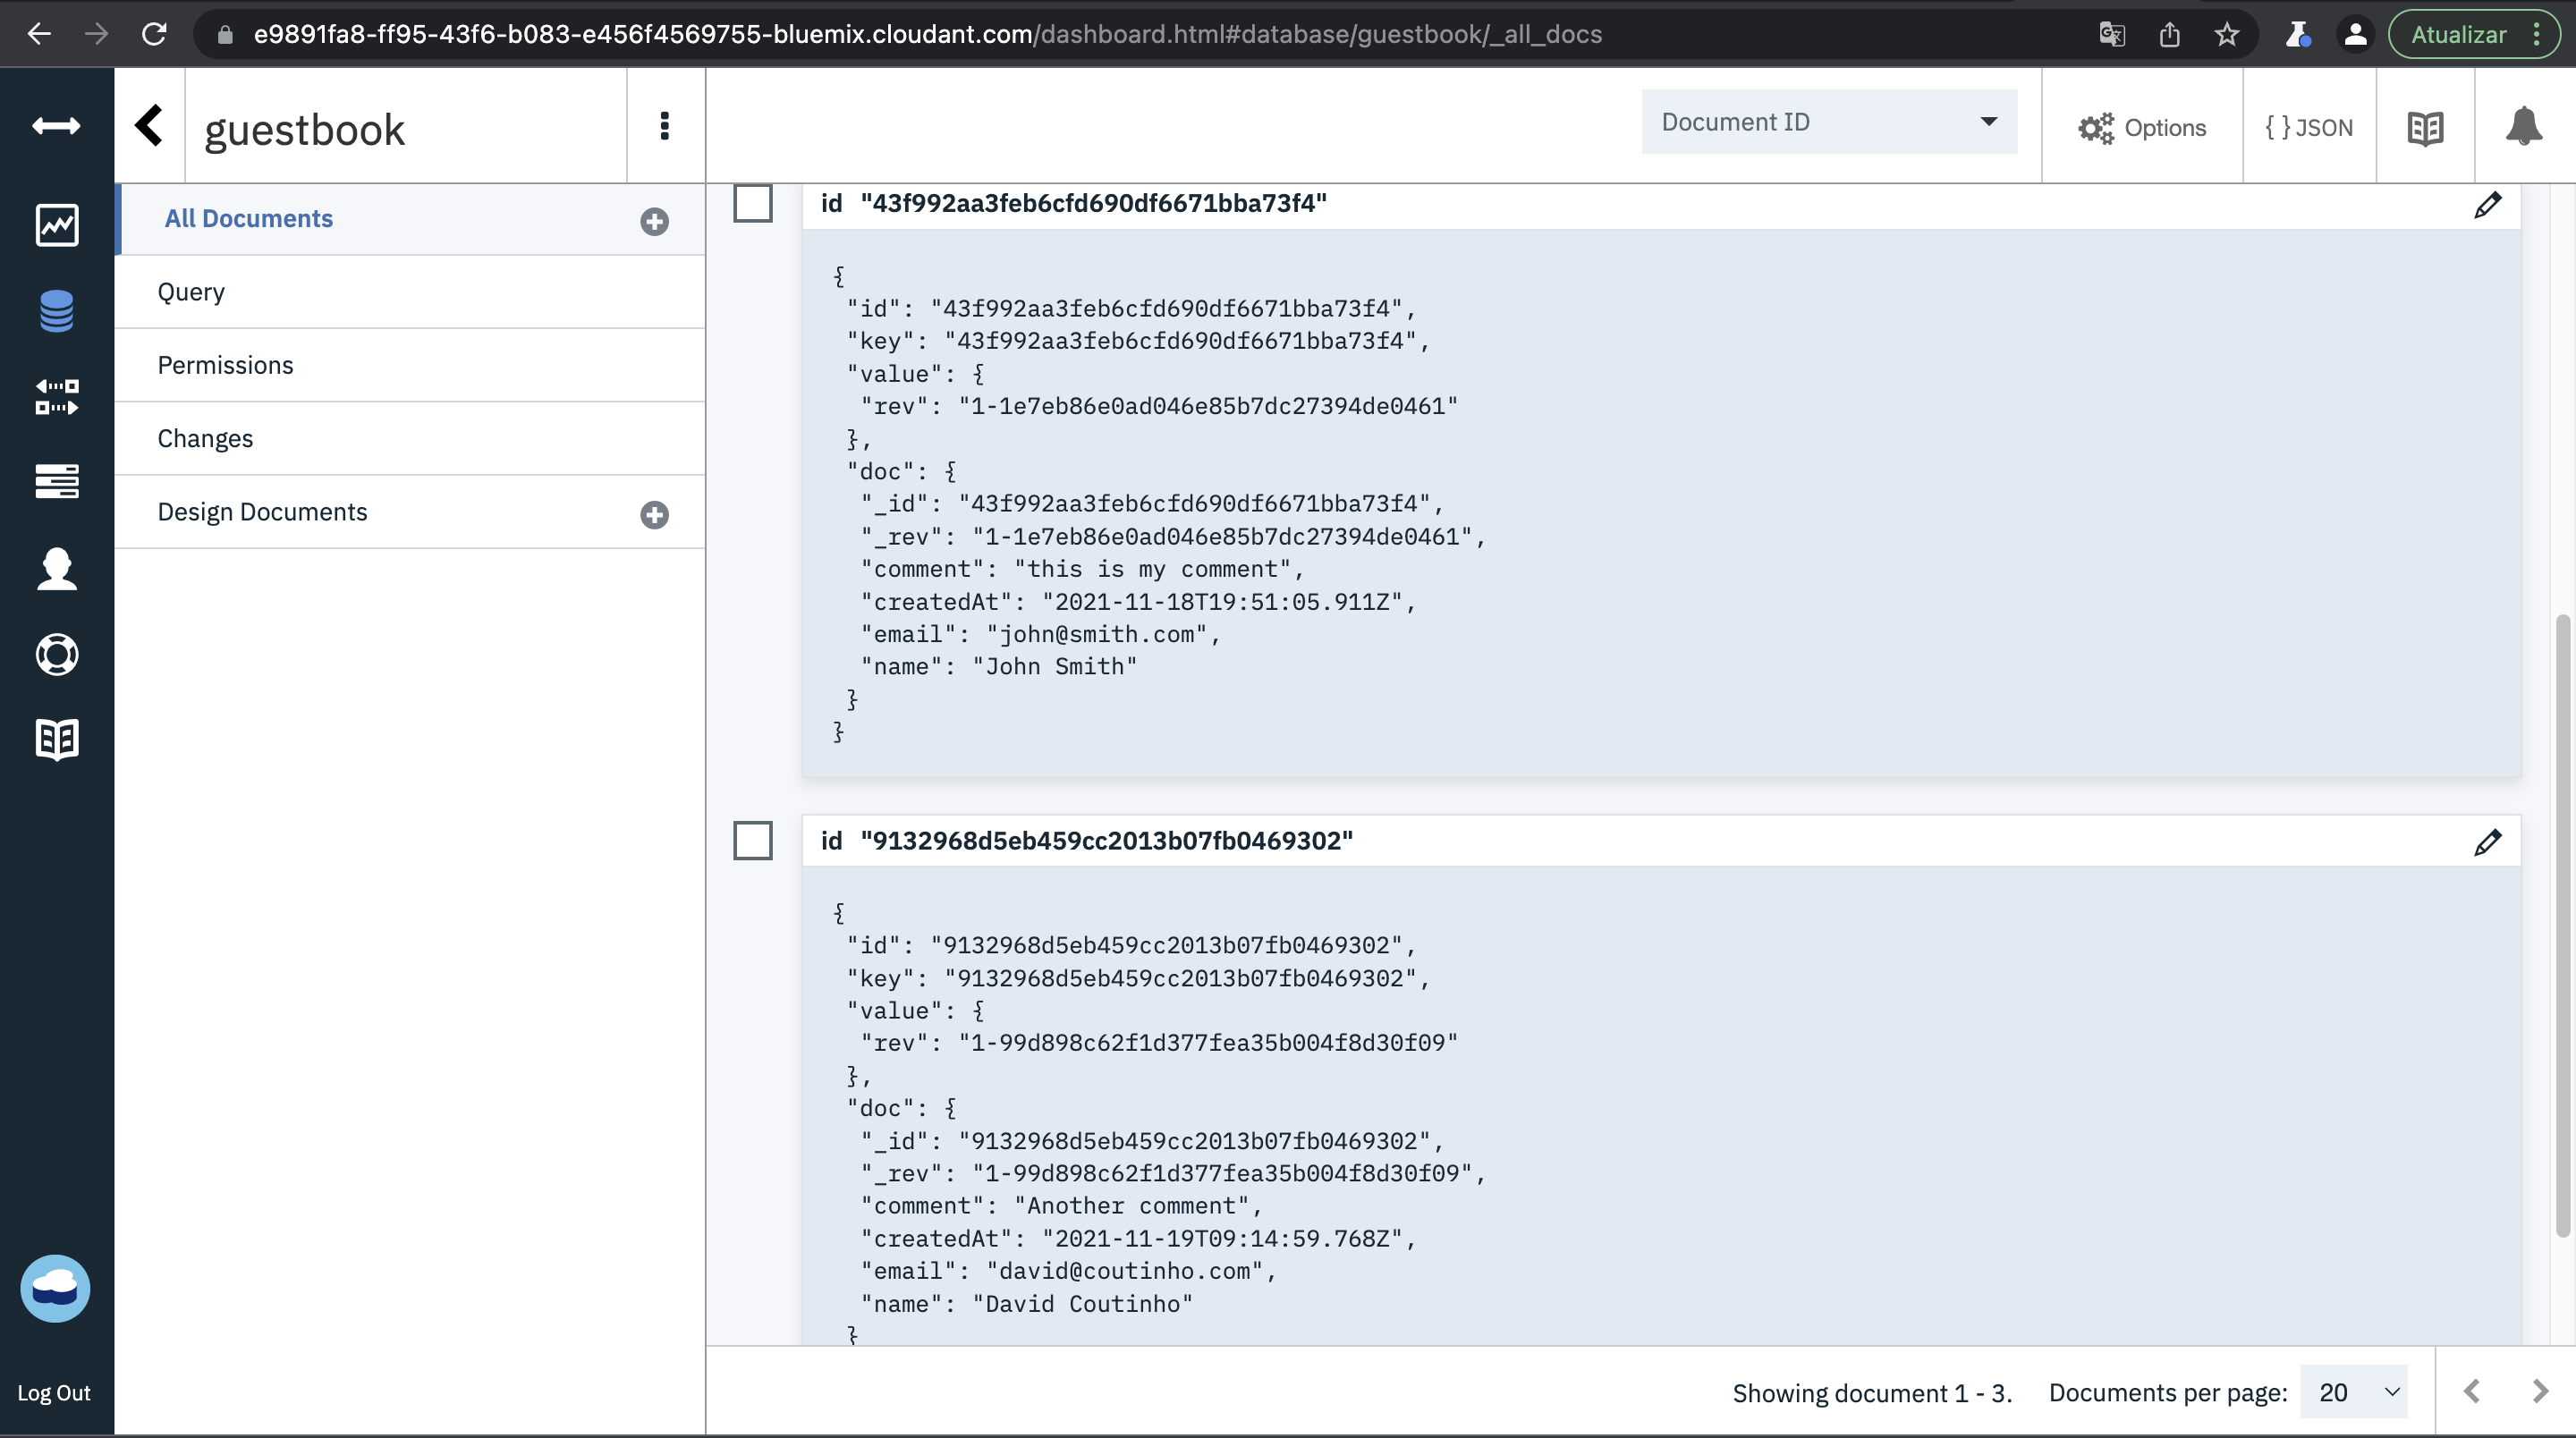 e9891fa8-ff95-43f6-b083-e456f4569755-bluemix.cloudant.com/dashboard.html#database/guestbook/_all_docs
Atualizar
guestbook
Document ID
Options
{ } JSON
All Documents
Query
Permissions
Changes
Design Documents
id "43f992aa3feb6cfd690df6671bba73f4"
{
"id": "43f992aa3feb6cfd690df6671bba73f4",
"key": "43f992aa3feb6cfd690df6671bba73f4",
"value": {
"rev": "1-1e7eb86e0ad046e85b7dc27394de0461"
},
"doc": {
"_id": "43f992aa3feb6cfd690df6671bba73f4",
"_rev": "1-1e7eb86e0ad046e85b7dc27394de0461",
"comment": "this is my comment",
"createdAt": "2021-11-18T19:51:05.911Z",
"email": "john@smith.com",
"name": "John Smith"
}
}
id "9132968d5eb459cc2013b07fb0469302"
{
"id": "9132968d5eb459cc2013b07fb0469302",
"key": "9132968d5eb459cc2013b07fb0469302",
"value": {
"rev": "1-99d898c62f1d377fea35b004f8d30f09"
},
"doc": {
"_id": "9132968d5eb459cc2013b07fb0469302",
"_rev": "1-99d898c62f1d377fea35b004f8d30f09",
"comment": "Another comment",
"createdAt": "2021-11-19T09:14:59.768Z",
"email": "david@coutinho.com",
"name": "David Coutinho"
}
Log Out
Showing document 1 - 3.
Documents per page: 20